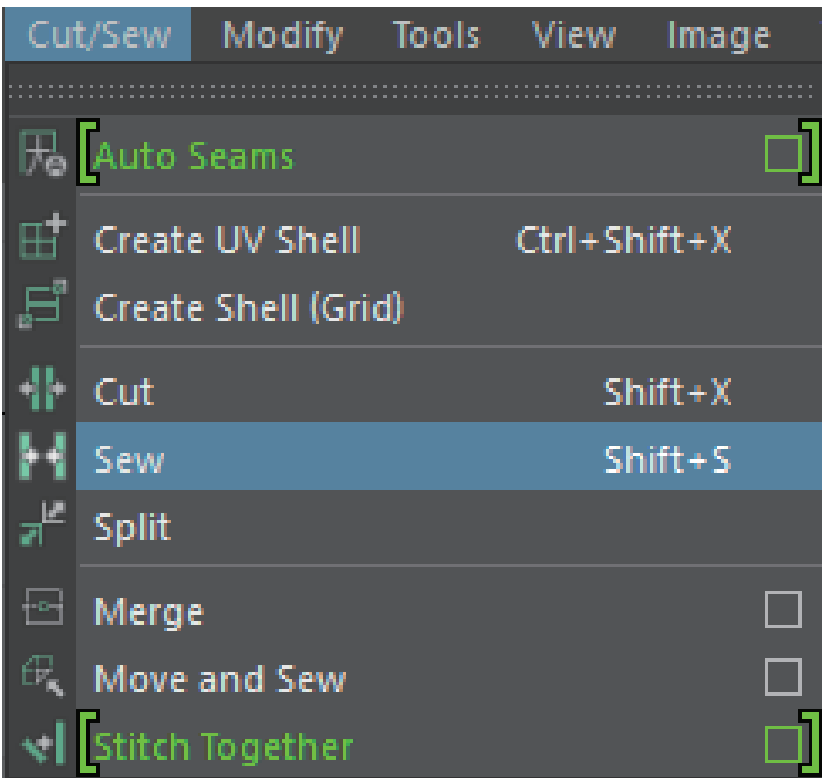 Cut/Sew Modify Tools View Image
Auto Seams
Create UV Shell Ctrl+Shift+X
Create Shell (Grid)
Cut Shift+X
Sew Shift+S
Split
Merge
Move and Sew
Stitch Together